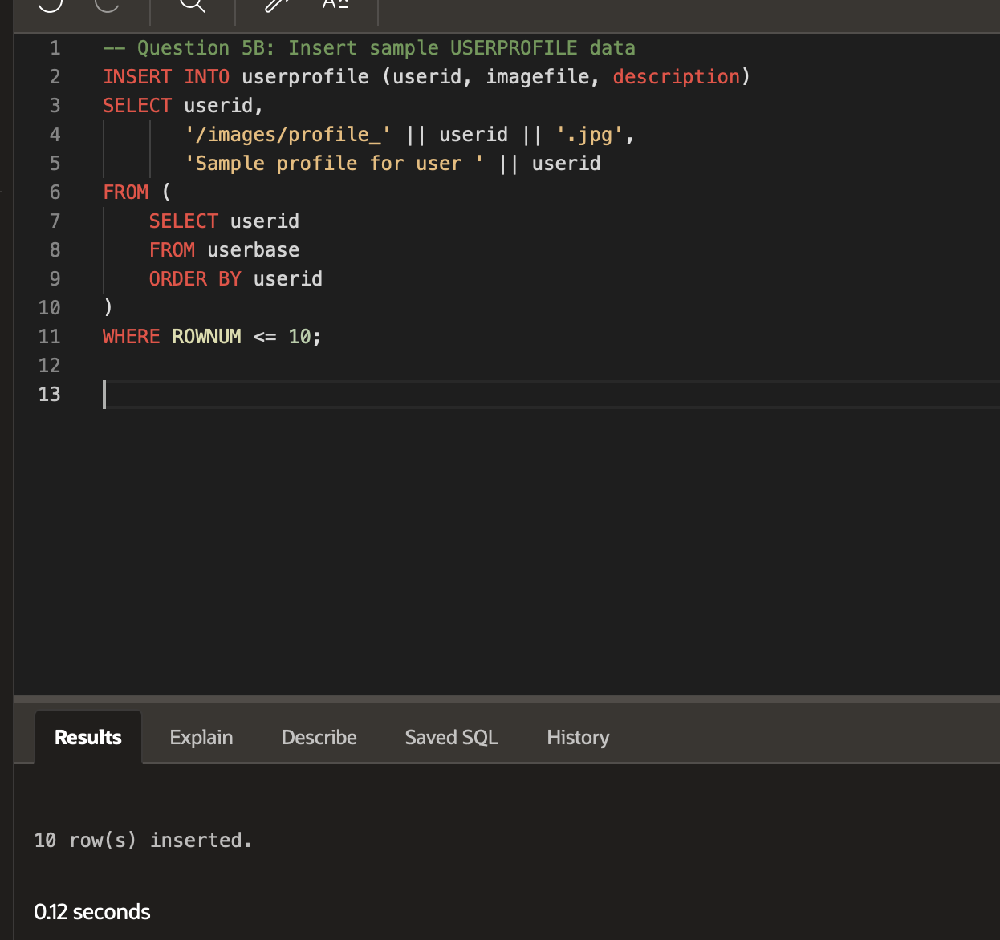 1 -- Question 5B: Insert sample USERPROFILE data
2 INSERT INTO userprofile (userid, imagefile, description)
3 SELECT userid,
4 '/images/profile_' || userid || '.jpg',
5 'Sample profile for user ' || userid
6 FROM (
7 SELECT userid
8 FROM userbase
9 ORDER BY userid
10 )
11 WHERE ROWNUM <= 10;
12
13
Results Explain Describe Saved SQL History
10 row(s) inserted.
0.12 seconds